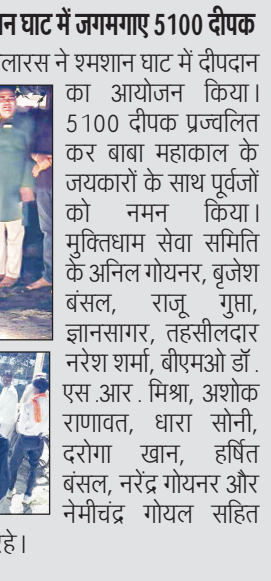 घाट में जगमगाए 5100 दीपक
ने श्मशान घाट में दीपदान
का आयोजन किया।
5100 दीपक प्रज्वलित
कर बाबा महाकाल के
जयकारों के साथ पूर्वजों
को नमन किया।
मुक्तिधाम सेवा समिति
के अनिल गोयनर, बृजेश
बंसल, राजू गुप्ता,
ज्ञानसागर, तहसीलदार
नरेश शर्मा, बीएमओ डॉ.
एस.आर. मिश्रा, अशोक
राणावत, धारा सोनी,
दरोगा खान, हर्षित
बंसल, नरेंद्र गोयनर और
नेमीचंद्र गोयल सहित
रहे।